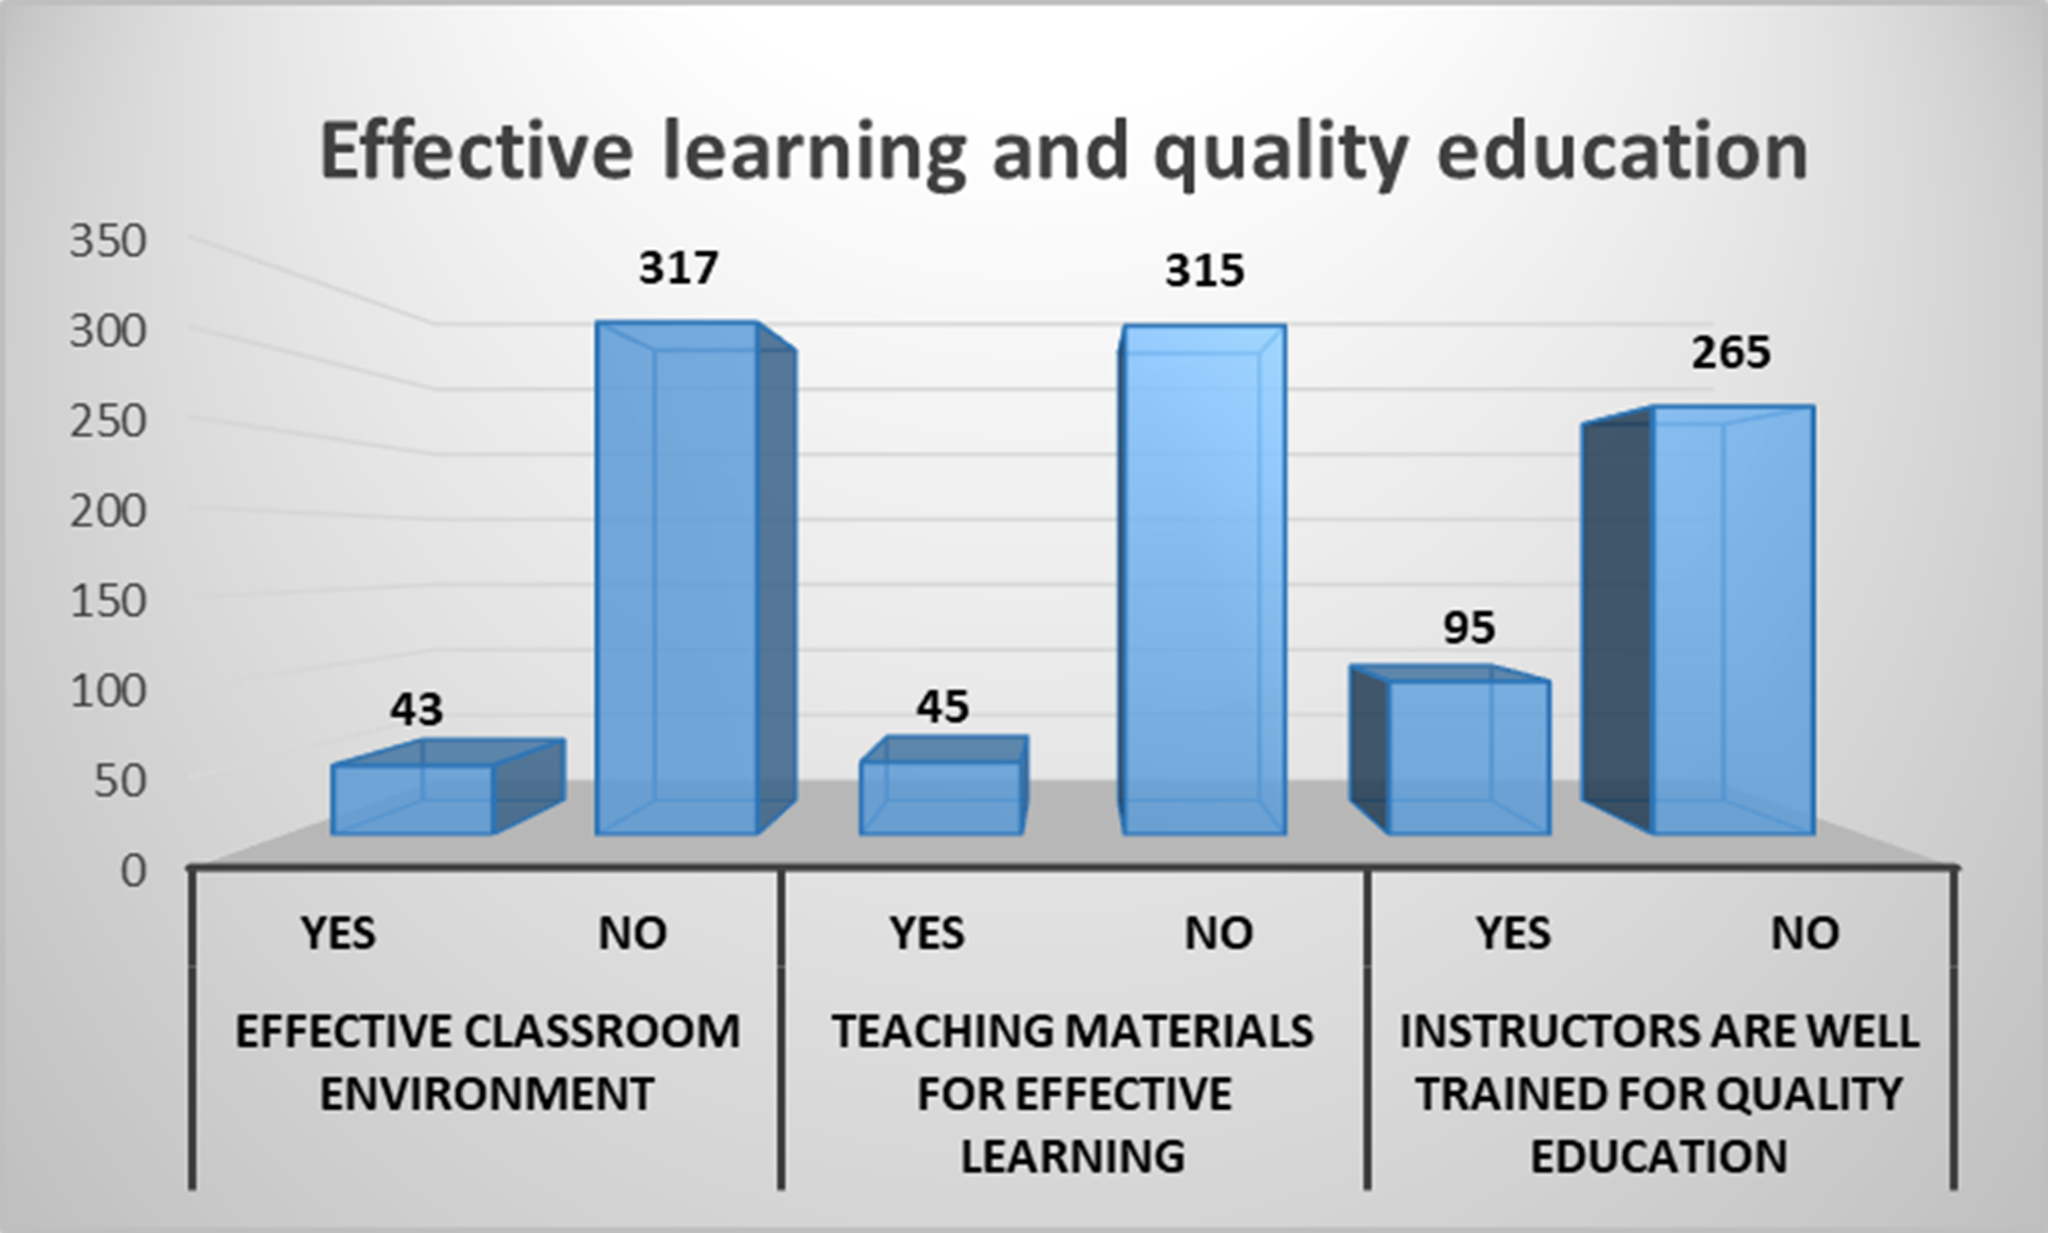 Effective learning and quality education
350
300
250
200
150
100
50
0
317
315
265
95
43
45
YES NO YES NO YES NO
EFFECTIVE CLASSROOM
ENVIRONMENT
TEACHING MATERIALS
FOR EFFECTIVE
LEARNING
INSTRUCTORS ARE WELL
TRAINED FOR QUALITY
EDUCATION